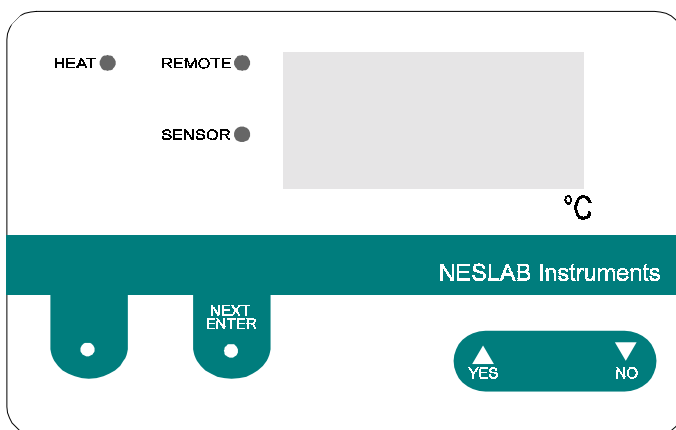 HEAT REMOTE
SENSOR
°C
NESLAB Instruments
NEXT
ENTER
YES NO